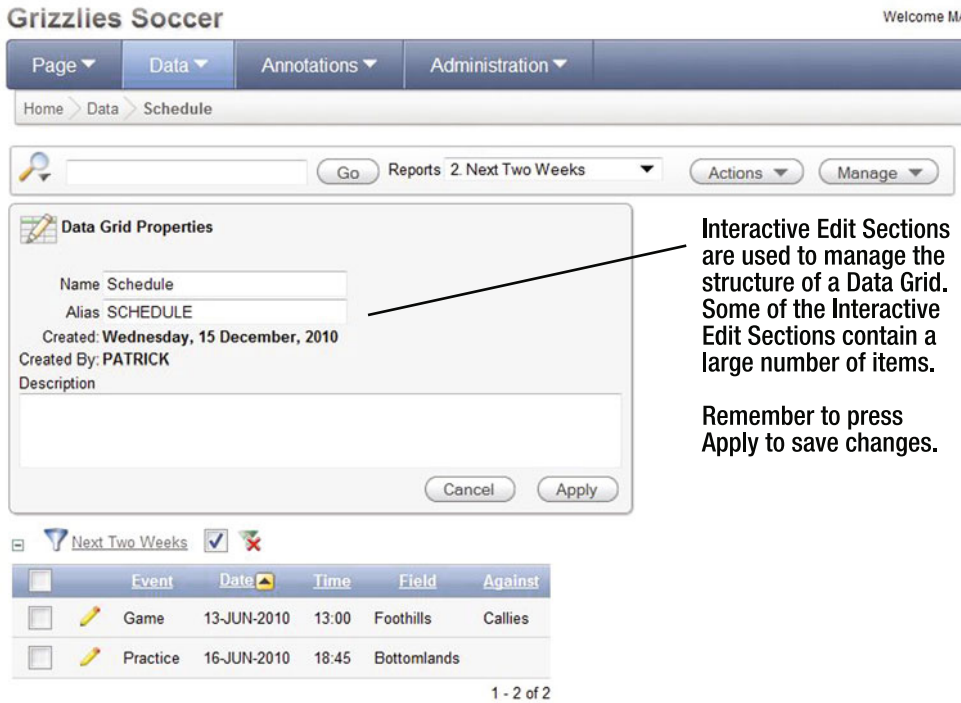 Grizzlies Soccer
Welcome MA
Page Data Annotations Administration
Home Data Schedule
Go Reports 2. Next Two Weeks Actions Manage
Data Grid Properties
Name Schedule
Alias SCHEDULE
Created: Wednesday, 15 December, 2010
Created By: PATRICK
Description
Cancel Apply
Interactive Edit Sections
are used to manage the
structure of a Data Grid.
Some of the Interactive
Edit Sections contain a
large number of items.
Remember to press
Apply to save changes.
Next Two Weeks
Event Date Time Field Against
Game 13-JUN-2010 13:00 Foothills Callies
Practice 16-JUN-2010 18:45 Bottomlands
1 - 2 of 2